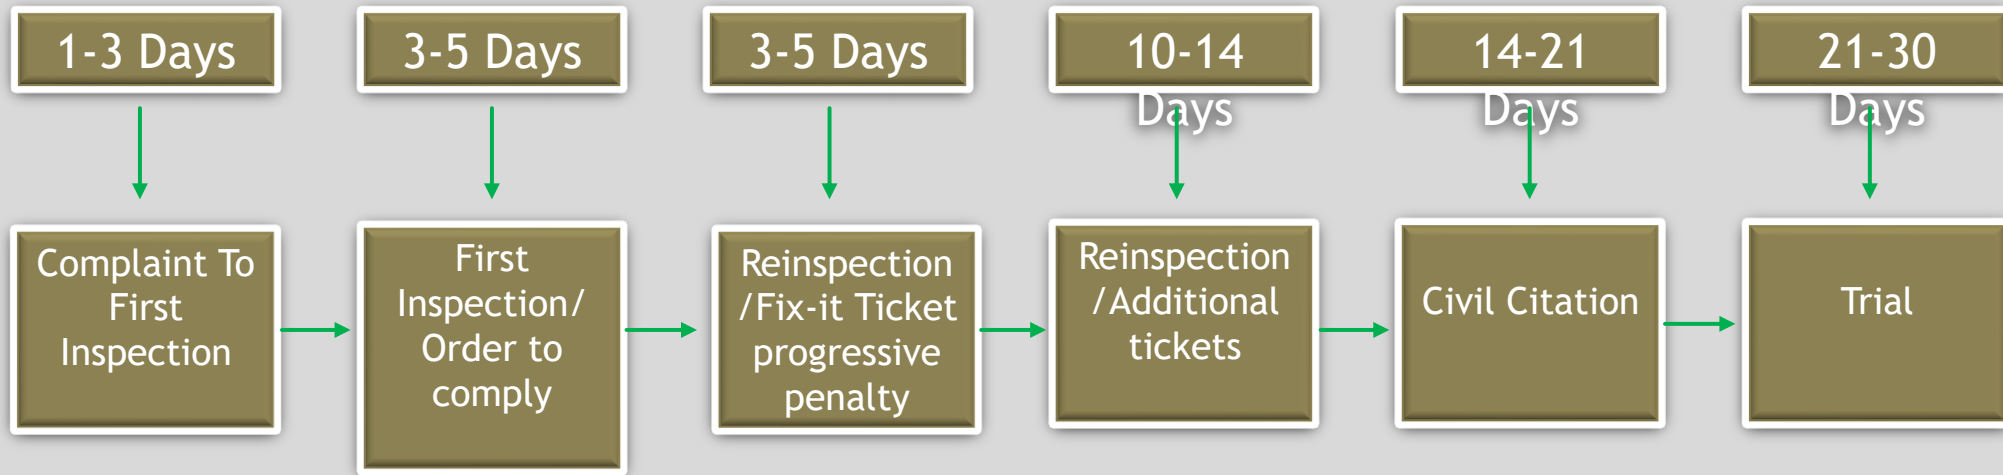 1-3 Days
3-5 Days
3-5 Days
10-14
Days
14-21
Days
21-30
Days
Complaint To
First
Inspection
First
Inspection/
Order to
comply
Reinspection
/Fix-it Ticket
progressive
penalty
Reinspection
/Additional
tickets
Civil Citation
Trial